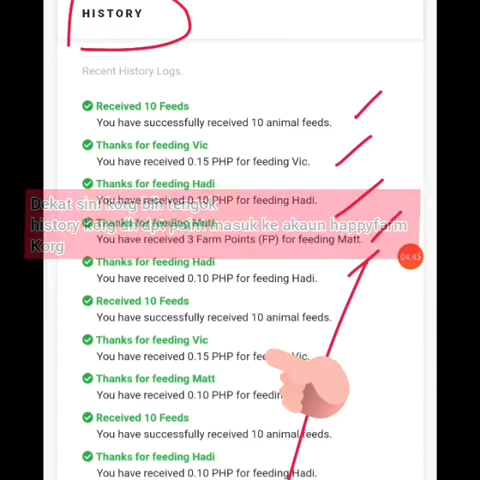 HISTORY
Recent History Logs.
Received 10 Feeds
You have successfully received 10 animal feeds.
Thanks for feeding Vic
You have received 0.15 PHP for feeding Vic.
Thanks for feeding Hadi
You have received 0.10 PHP for feeding Hadi.
Dekat sini korg blh tengok
Thanks for feeding Matt
history korg dh dpt point masuk ke akaun happyfarm
You have received 3 Farm Points (FP) for feeding Matt.
Korg
04:45
Thanks for feeding Hadi
You have received 0.10 PHP for feeding Hadi.
Received 10 Feeds
You have successfully received 10 animal feeds.
Thanks for feeding Vic
You have received 0.15 PHP for Vic.
Thanks for feeding Matt
You have received 0.10 PHP for
Received 10 Feeds
You have successfully received 10 animal feeds.
Thanks for feeding Hadi
You have received 0.10 PHP for feeding Hadi.